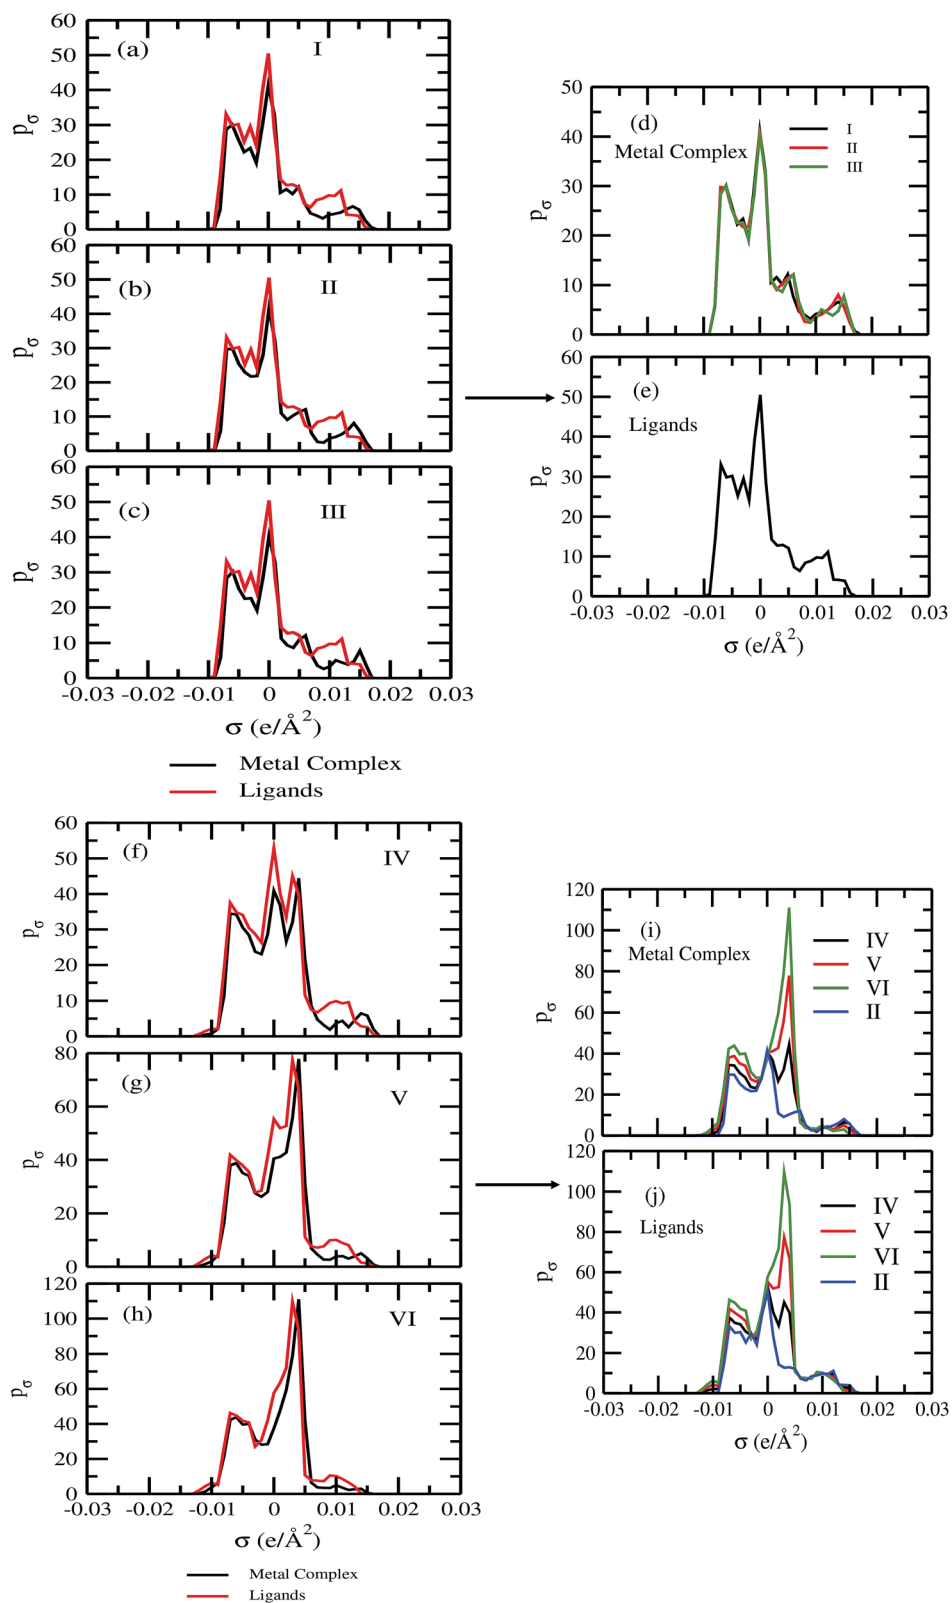 60
50
40
30
20
10
0
pσ
(a)
I
60
50
40
30
20
10
0
pσ
(b)
II
60
50
40
30
20
10
0
pσ
(c)
III
-0.03 -0.02 -0.01 0 0.01 0.02 0.03
σ (e/Å²)
Metal Complex
Ligands
50
40
30
20
10
0
pσ
(d)
Metal Complex
I
II
III
60
50
40
30
20
10
0
pσ
(e)
Ligands
-0.03 -0.02 -0.01 0 0.01 0.02 0.03
σ (e/Å²)
60
50
40
30
20
10
0
pσ
(f)
IV
80
60
40
20
0
pσ
(g)
V
120
100
80
60
40
20
0
pσ
(h)
VI
-0.03 -0.02 -0.01 0 0.01 0.02 0.03
σ (e/Å²)
Metal Complex
Ligands
120
100
80
60
40
20
0
pσ
(i)
Metal Complex
IV
V
VI
II
120
100
80
60
40
20
0
pσ
(j)
Ligands
IV
V
VI
II
-0.03 -0.02 -0.01 0 0.01 0.02 0.03
σ (e/Å²)